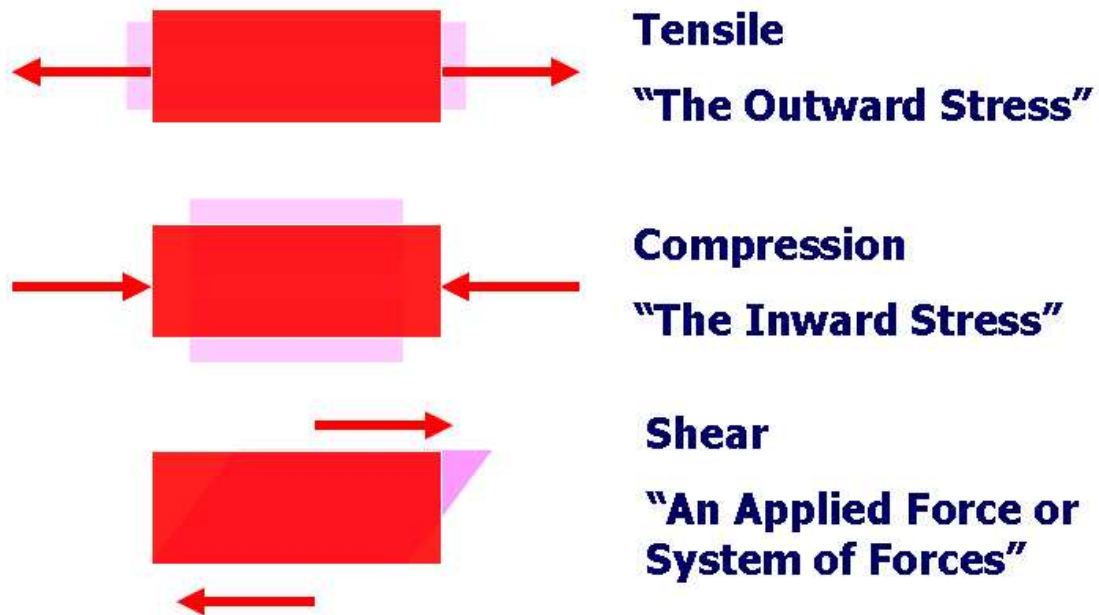 Tensile
“The Outward Stress”
Compression
“The Inward Stress”
Shear
“An Applied Force or
System of Forces”